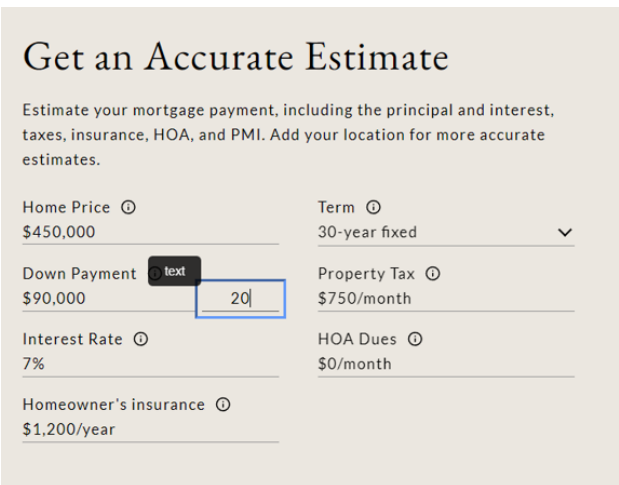 Get an Accurate Estimate
Estimate your mortgage payment, including the principal and interest,
taxes, insurance, HOA, and PMI. Add your location for more accurate
estimates.
Home Price
$450,000
Term
30-year fixed
Down Payment
text
$90,000
20
Property Tax
$750/month
Interest Rate
7%
HOA Dues
$0/month
Homeowner's insurance
$1,200/year